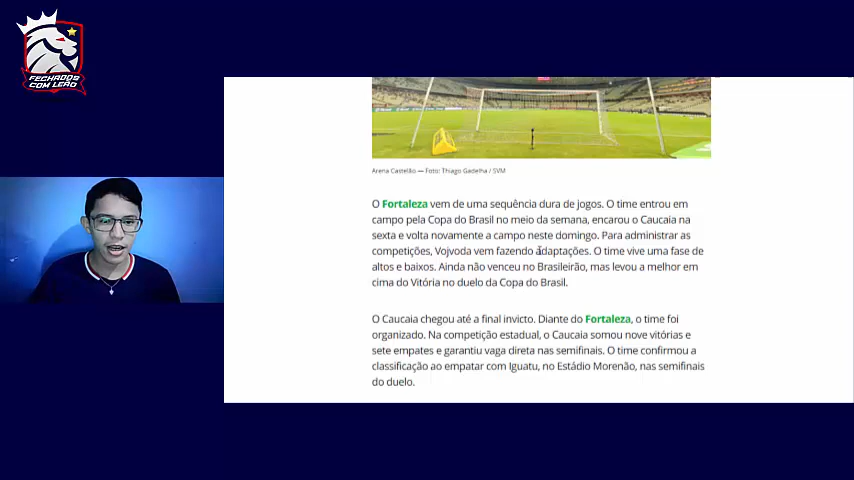 FECHADOS
COM LEÃO
Arena Castelão — Foto: Thiago Gadelha / SVM
O Fortaleza vem de uma sequência dura de jogos. O time entrou em
campo pela Copa do Brasil no meio da semana, encarou o Caucaia na
sexta e volta novamente a campo neste domingo. Para administrar as
competições, Vojvoda vem fazendo adaptações. O time vive uma fase de
altos e baixos. Ainda não venceu no Brasileirão, mas levou a melhor em
cima do Vitória no duelo da Copa do Brasil.
O Caucaia chegou até a final invicto. Diante do Fortaleza, o time foi
organizado. Na competição estadual, o Caucaia somou nove vitórias e
sete empates e garantiu vaga direta nas semifinais. O time confirmou a
classificação ao empatar com Iguatu, no Estádio Morenão, nas semifinais
do duelo.